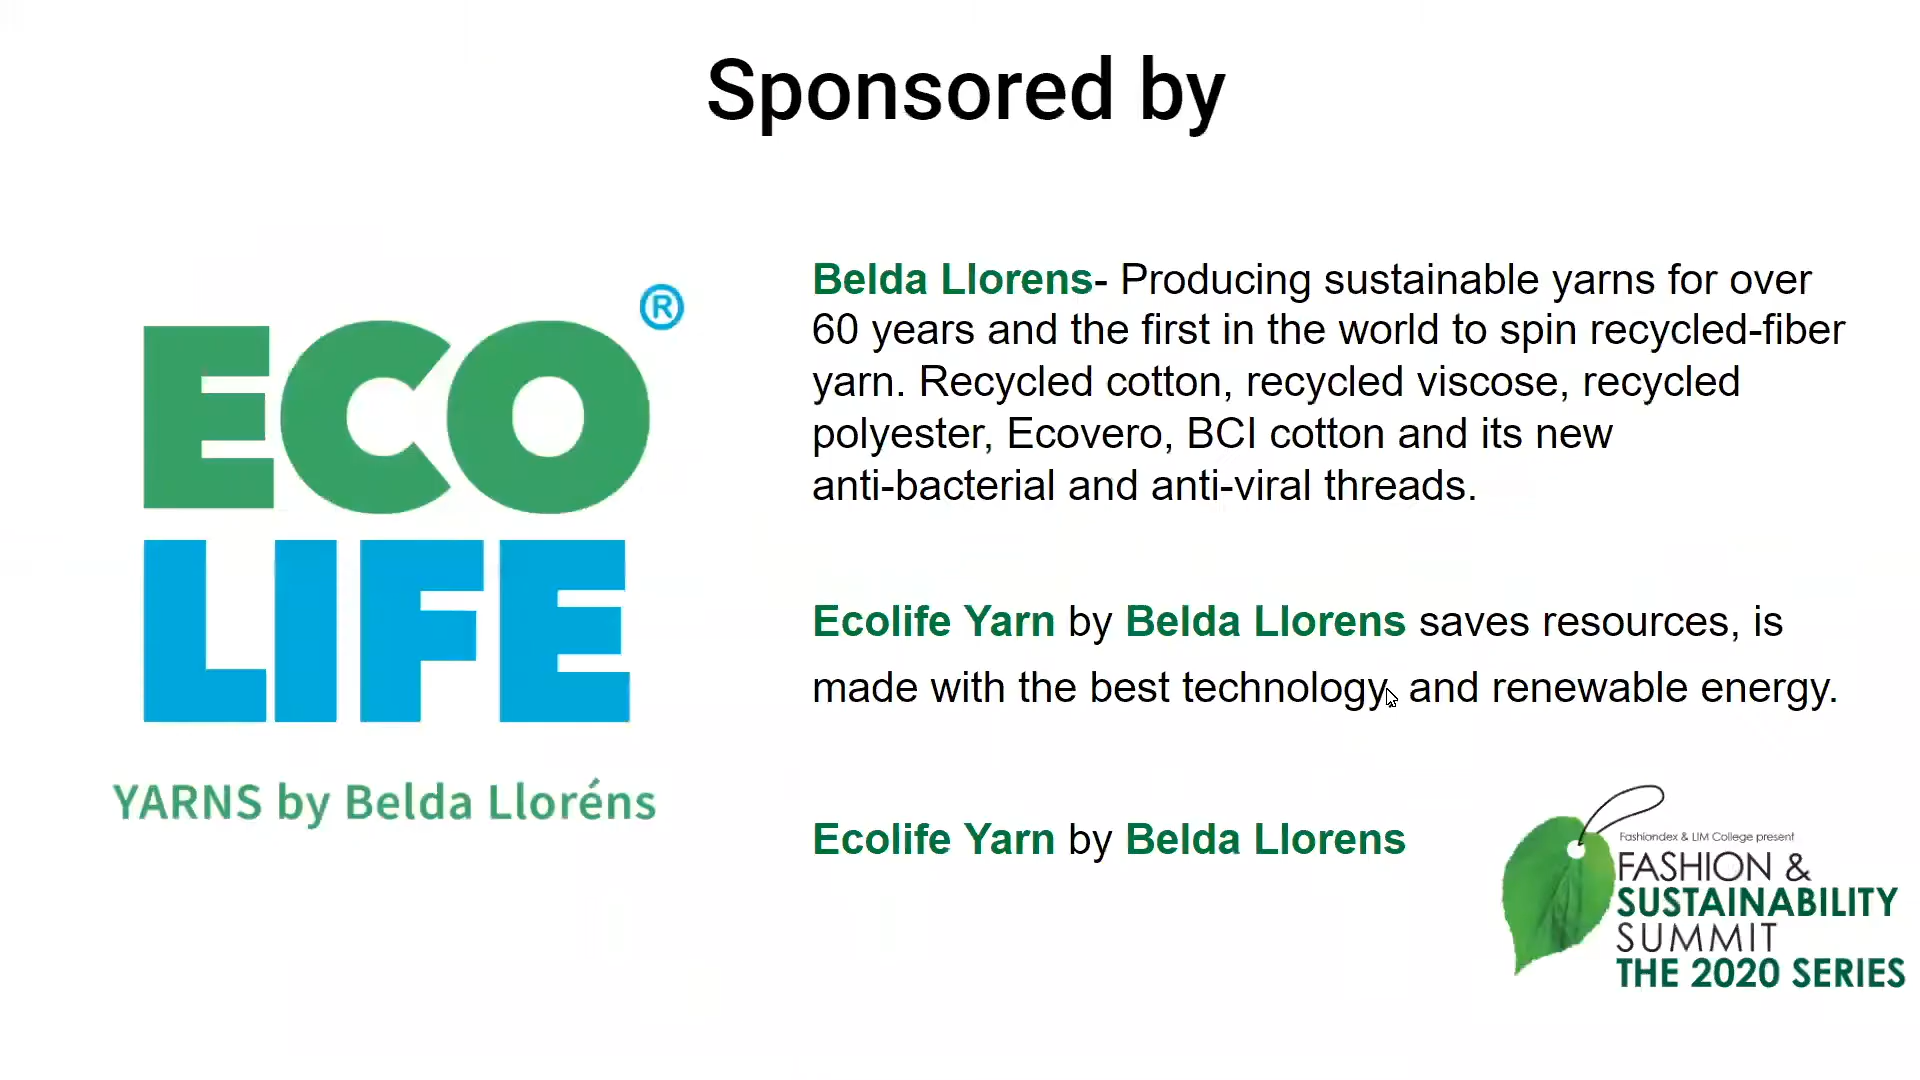 Sponsored by
ECO®
LIFE
YARNS by Belda Lloréns
Belda Llorens- Producing sustainable yarns for over
60 years and the first in the world to spin recycled-fiber
yarn. Recycled cotton, recycled viscose, recycled
polyester, Ecovero, BCI cotton and its new
anti-bacterial and anti-viral threads.
Ecolife Yarn by Belda Llorens saves resources, is
made with the best technology, and renewable energy.
Ecolife Yarn by Belda Llorens
Fashiondex & LIM College present
FASHION &
SUSTAINABILITY
SUMMIT
THE 2020 SERIES